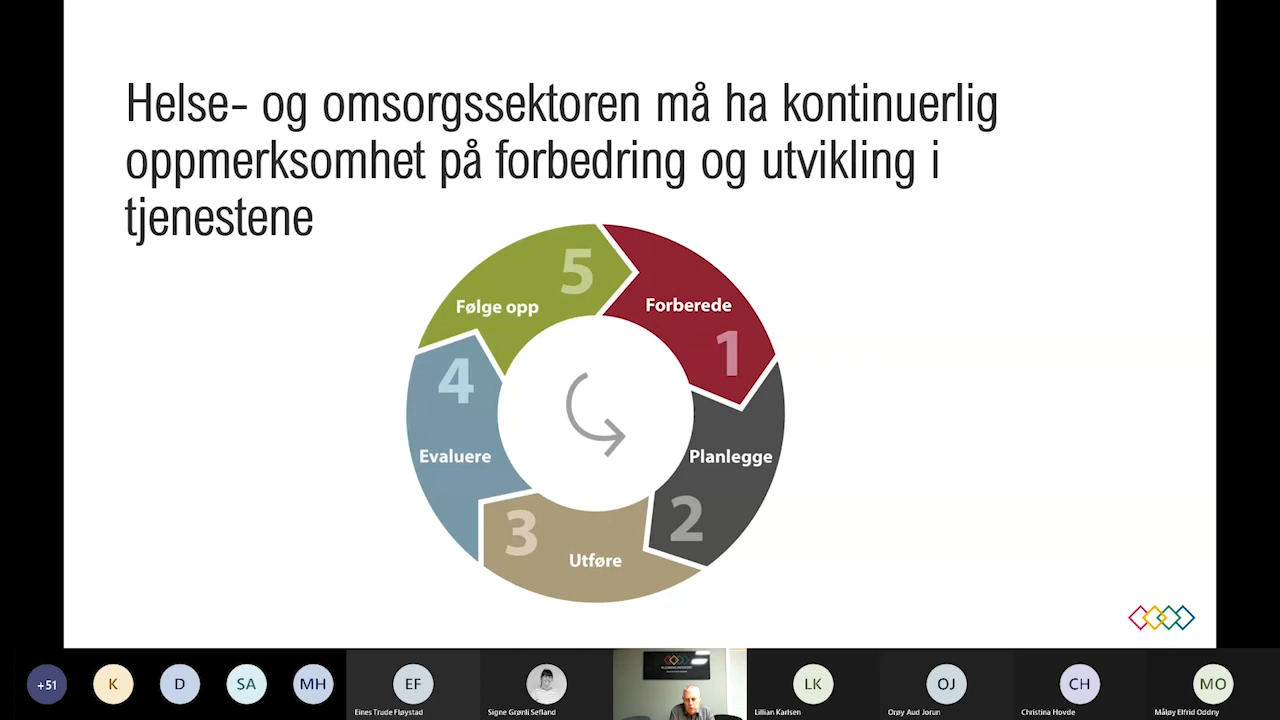 Helse- og omsorgssektoren må ha kontinuerlig
oppmerksomhet på forbedring og utvikling i
tjenestene
5
Følge opp
Forberede
1
4
Evaluere
Planlegge
2
3
Utføre
+51
K
D
SA
MH
EF
LK
OJ
CH
MO
Eines Trude Fløystad
Signe Grønli Sefland
Lillian Karlsen
Orøy Aud Jorun
Christina Hovde
Måløy Elfrid Oddny